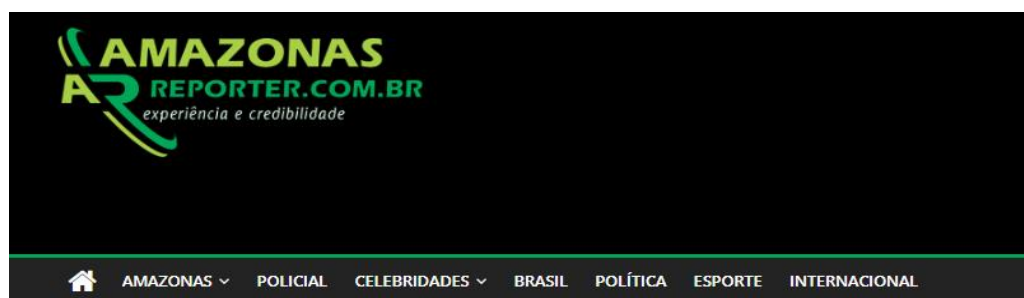 AMAZONAS
AR REPORTER.COM.BR
experiência e credibilidade
AMAZONAS POLICIAL CELEBRIDADES BRASIL POLÍTICA ESPORTE INTERNACIONAL